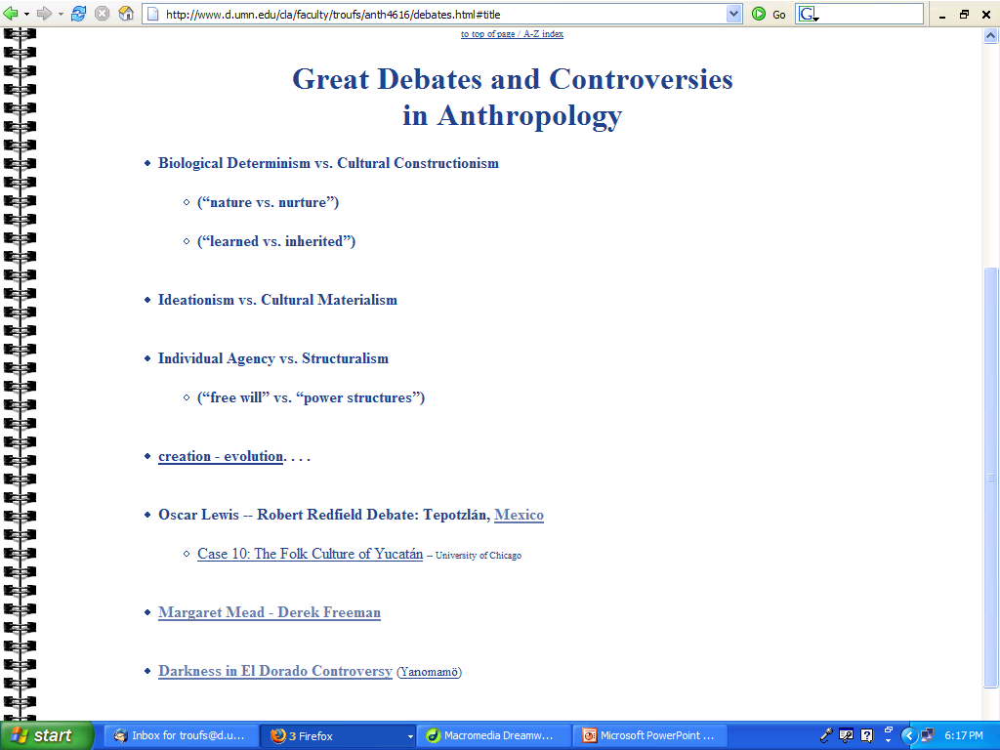 http://www.d.umn.edu/cla/faculty/troufs/anth4616/debates.html#title
Go
G
to top of page / A-Z index
Great Debates and Controversies
in Anthropology
Biological Determinism vs. Cultural Constructionism
(“nature vs. nurture”)
(“learned vs. inherited”)
Ideationism vs. Cultural Materialism
Individual Agency vs. Structuralism
(“free will” vs. “power structures”)
creation - evolution. . . .
Oscar Lewis -- Robert Redfield Debate: Tepotzlán, Mexico
Case 10: The Folk Culture of Yucatán -- University of Chicago
Margaret Mead - Derek Freeman
Darkness in El Dorado Controversy (Yanomamö)
start
Inbox for troufs@d.u...
3 Firefox
Macromedia Dreamw...
Microsoft PowerPoint ...
6:17 PM